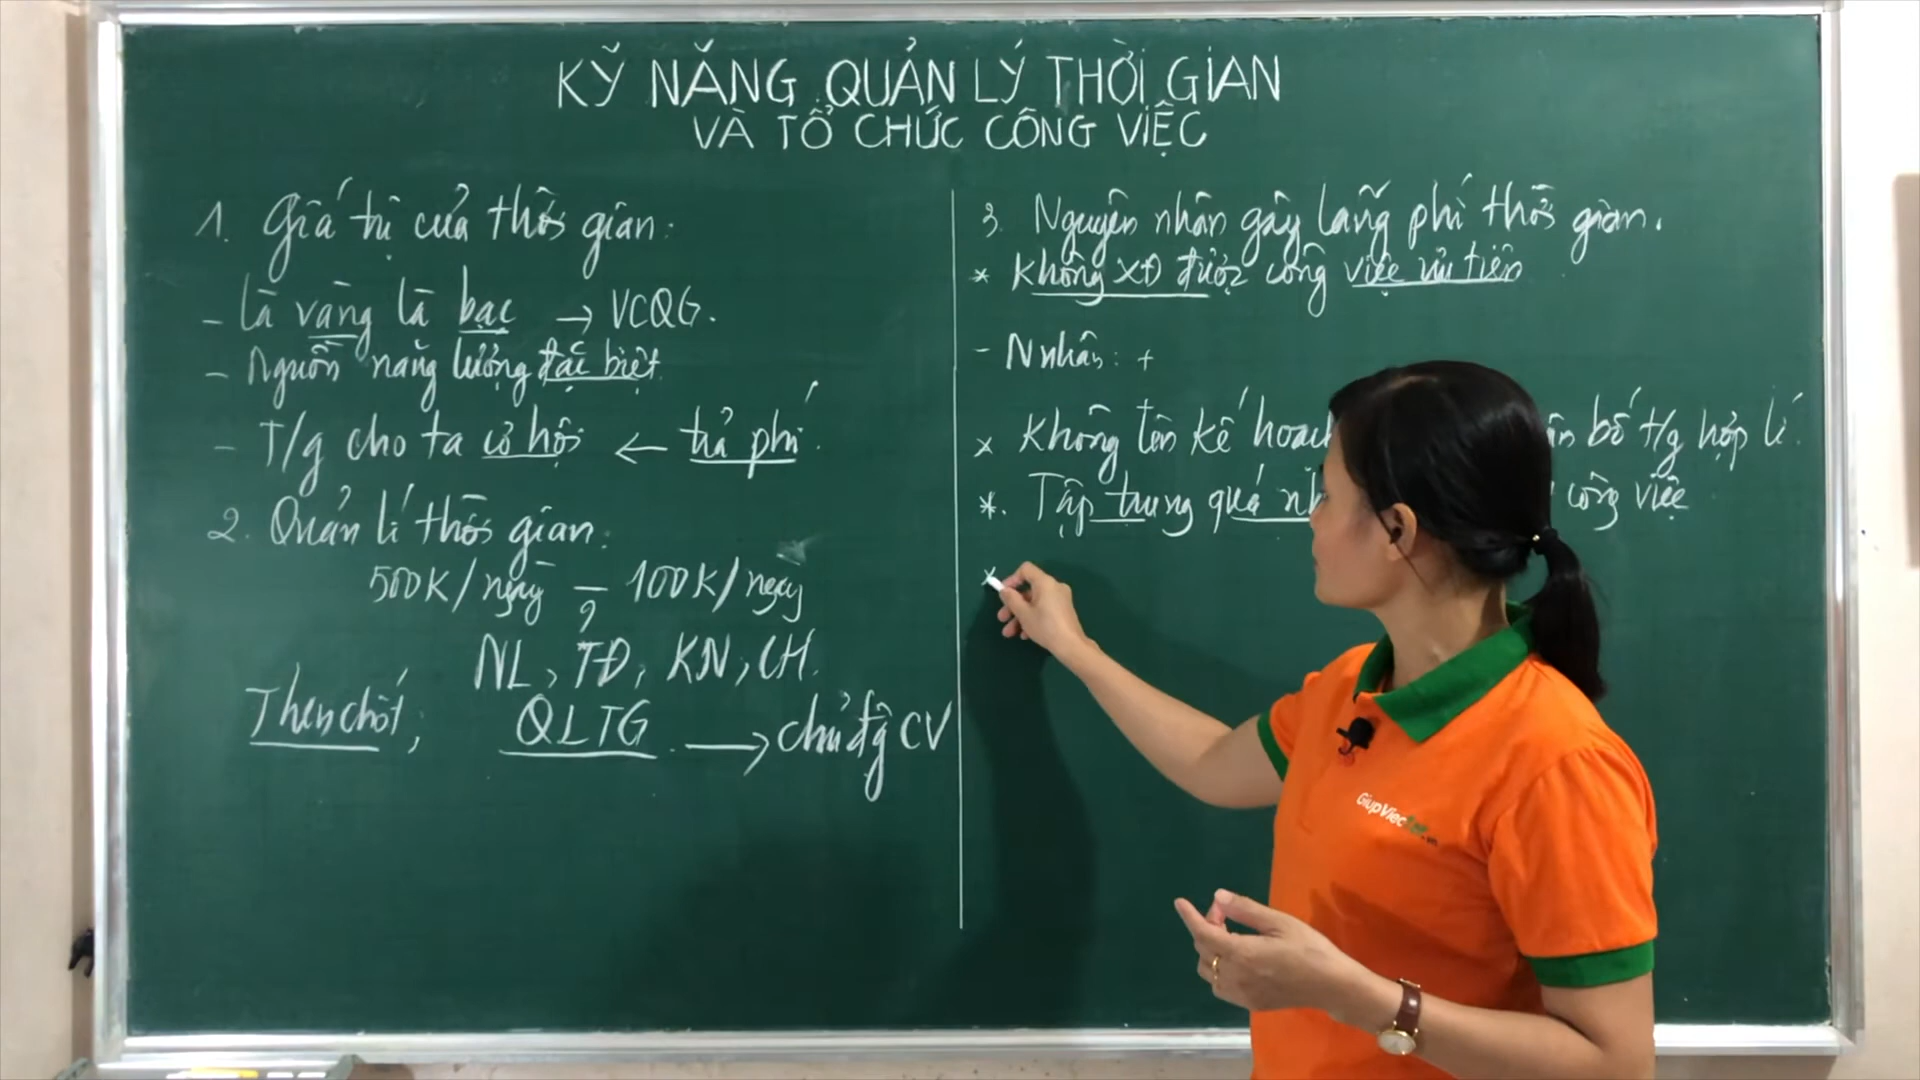 KỸ NĂNG QUẢN LÝ THỜI GIAN
VÀ TỔ CHỨC CÔNG VIỆC
1. Giá trị của thời gian:
- là vàng là bạc → VCQG.
- Nguồn năng lượng đặc biệt.
- T/g cho ta cơ hội ← trả phí.
2. Quản lí thời gian:
500K/ngày – 100K/ngày
?
NL, TĐ, KN, CH.
Then chốt, QLTG → chủ độg CV
3. Nguyên nhân gây lãng phí thời gian.
* Không XĐ được công việc ưu tiên
- N nhân: +
* Không lên kế hoạch bố t/g hợp lí.
*. Tập trung quá công việc
*
GiupViec